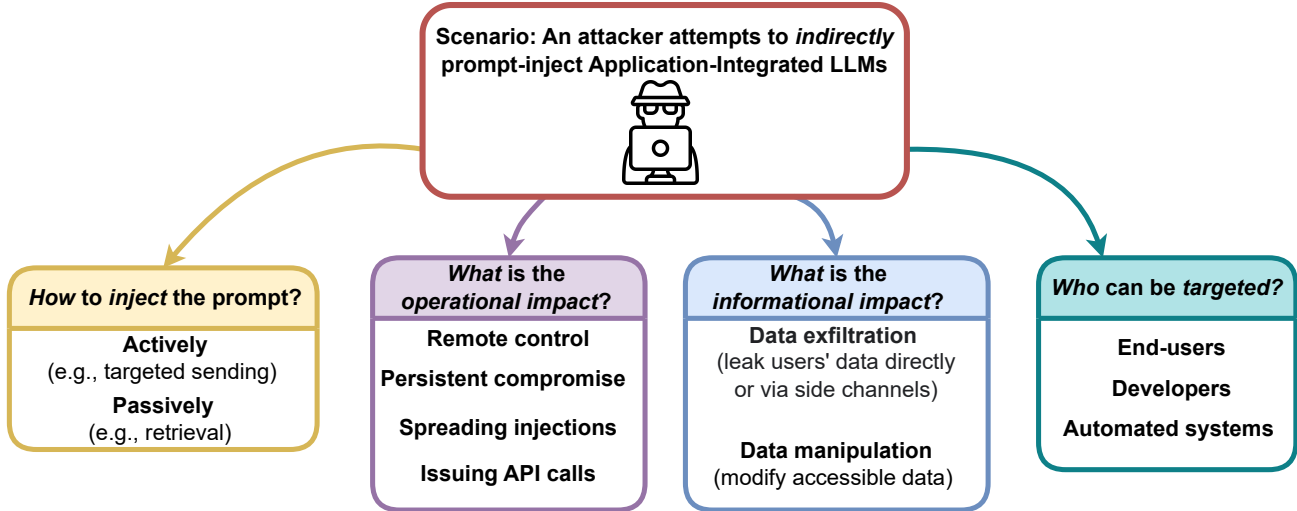 Scenario: An attacker attempts to indirectly
prompt-inject Application-Integrated LLMs
How to inject the prompt?
Actively
(e.g., targeted sending)
Passively
(e.g., retrieval)
What is the
operational impact?
Remote control
Persistent compromise
Spreading injections
Issuing API calls
What is the
informational impact?
Data exfiltration
(leak users' data directly
or via side channels)
Data manipulation
(modify accessible data)
Who can be targeted?
End-users
Developers
Automated systems